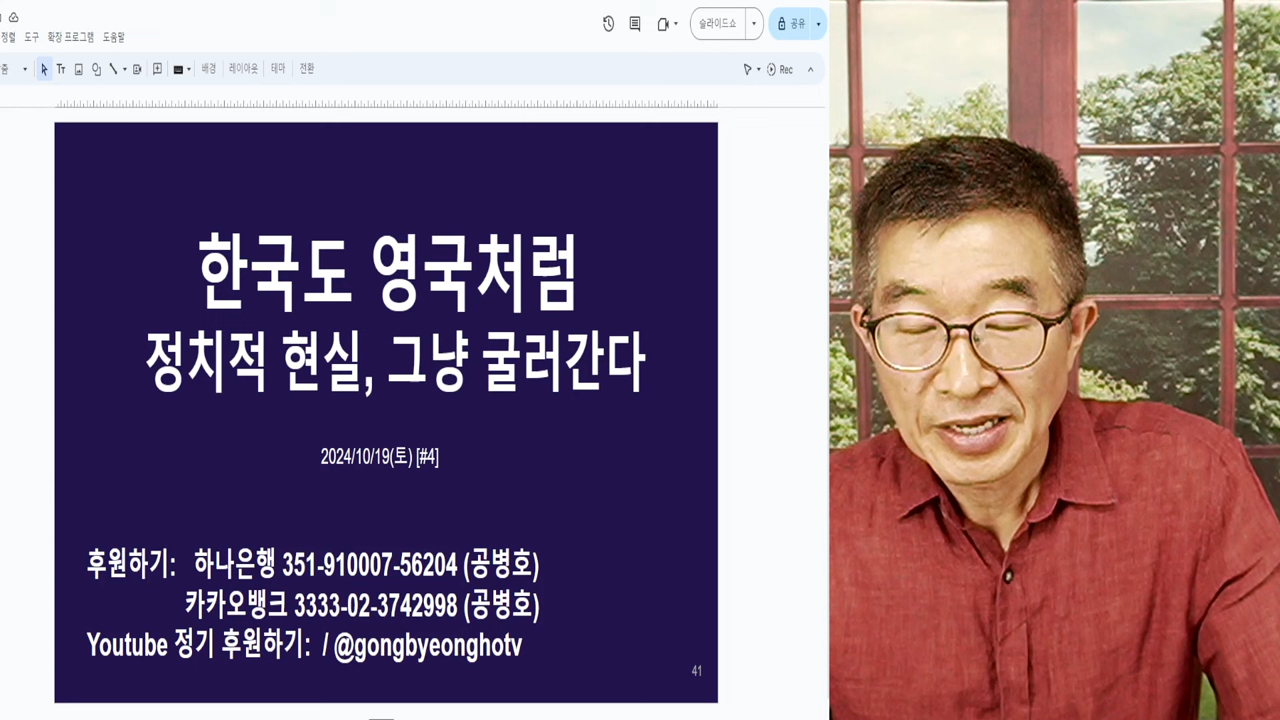 정렬 도구 확장 프로그램 도움말
슬라이드쇼
공유
배경 레이아웃 테마 전환
Rec
한국도 영국처럼
정치적 현실, 그냥 굴러간다
2024/10/19(토) [#4]
후원하기: 하나은행 351-910007-56204 (공병호)
카카오뱅크 3333-02-3742998 (공병호)
Youtube 정기 후원하기: / @gongbyeonghotv
41